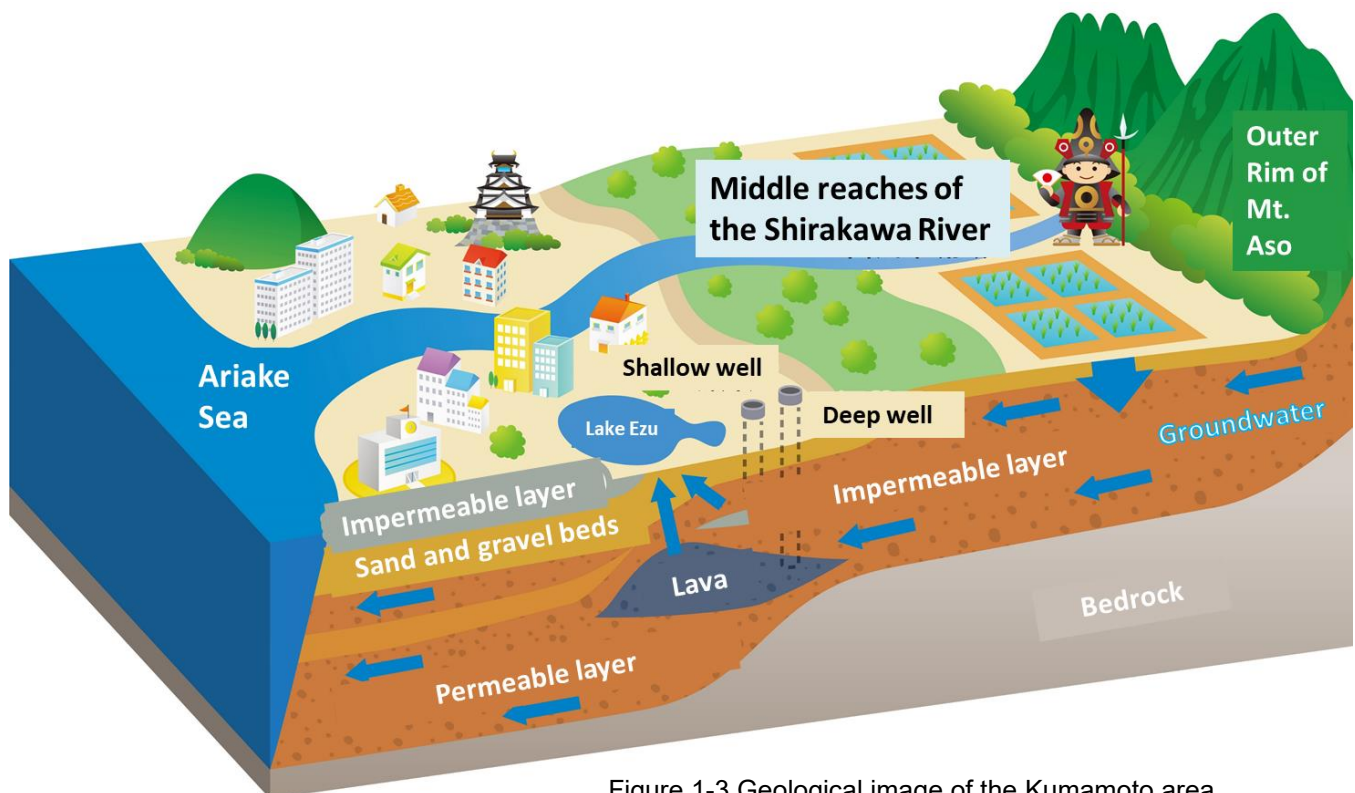 Outer
Rim of
Mt.
Aso
Middle reaches of
the Shirakawa River
Ariake
Sea
Shallow well
Deep well
Lake Ezu
Groundwater
Impermeable layer
Impermeable layer
Sand and gravel beds
Lava
Bedrock
Permeable layer
Figure 1-3 Geological image of the Kumamoto area